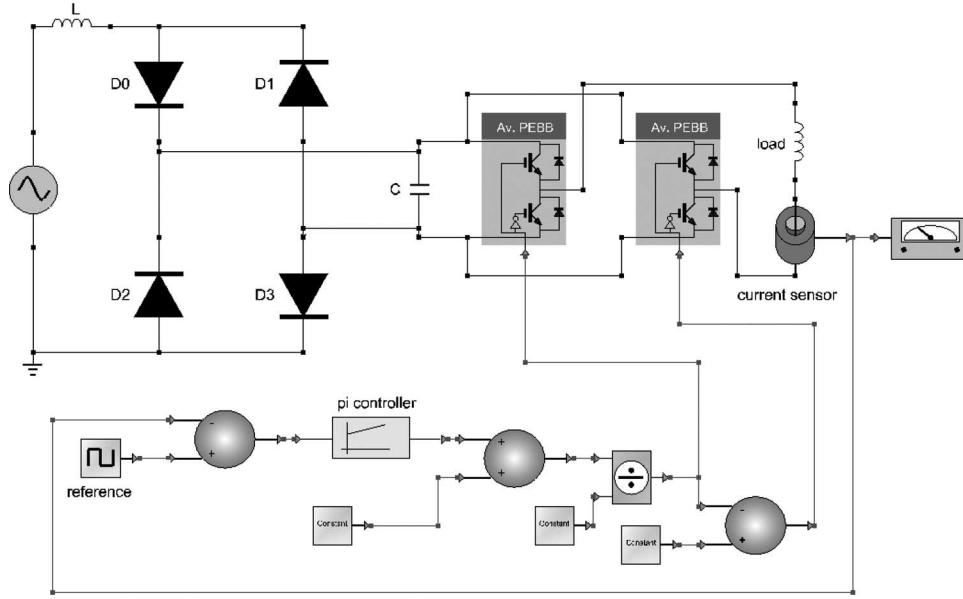 L
D0
D1
Av. PEBB
Av. PEBB
load
C
D2
D3
current sensor
pi controller
-
+
reference
+
+
Constant
Constant
-
+
Constant